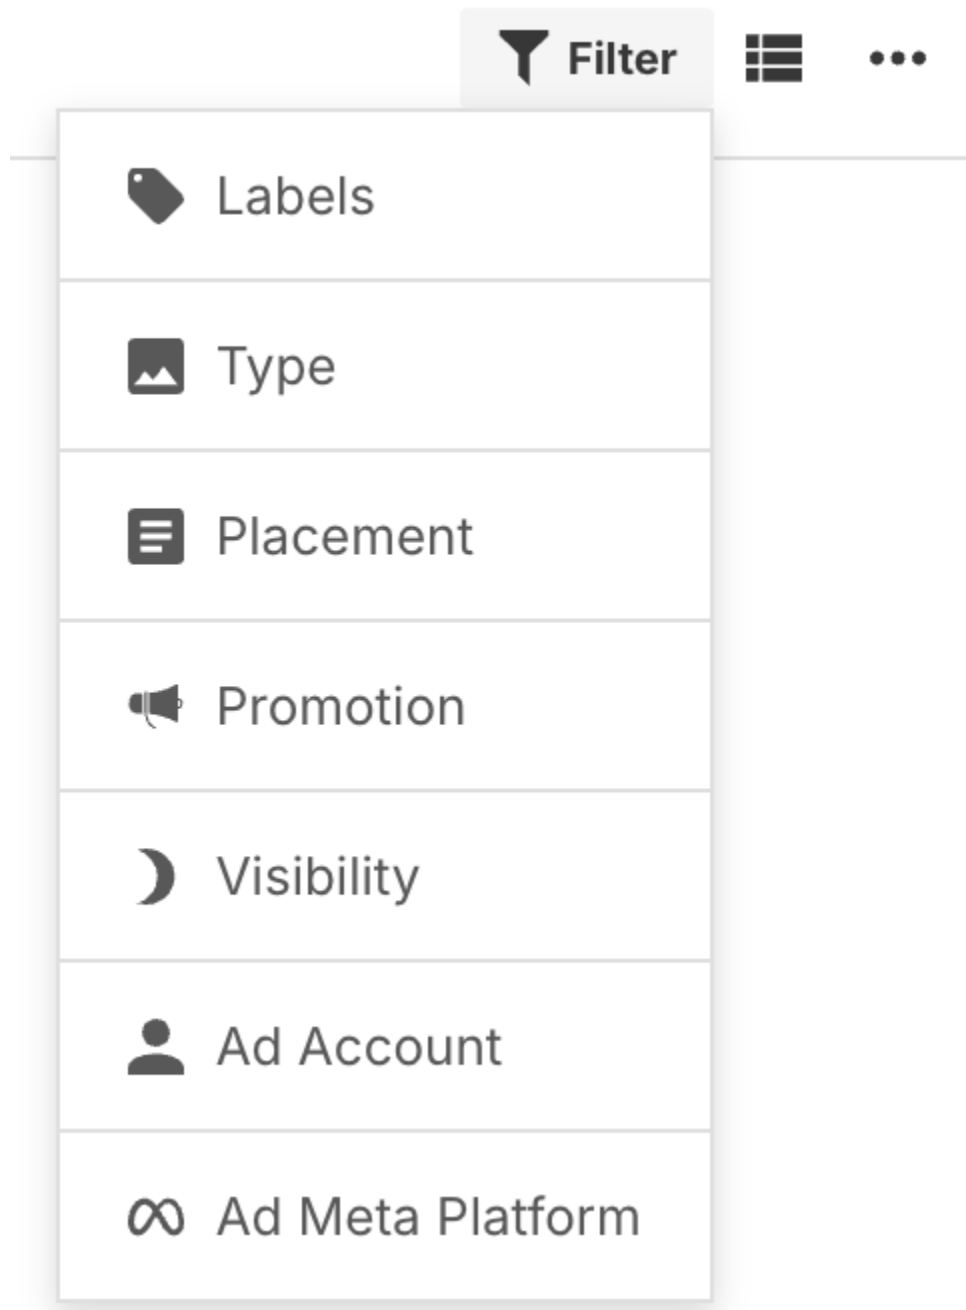 Filter
Labels
Type
Placement
Promotion
Visibility
Ad Account
Ad Meta Platform